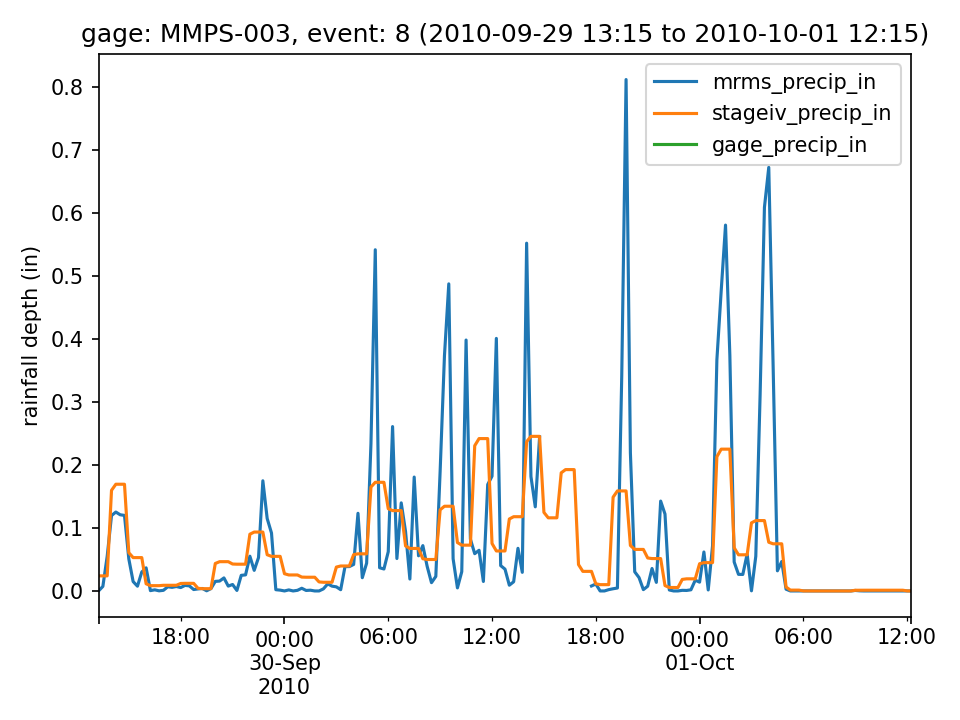 gage: MMPS-003, event: 8 (2010-09-29 13:15 to 2010-10-01 12:15)
mrms_precip_in
stageiv_precip_in
gage_precip_in
rainfall depth (in)
0.8
0.7
0.6
0.5
0.4
0.3
0.2
0.1
0.0
18:00 00:00 06:00 12:00 18:00 00:00 06:00 12:00
30-Sep 01-Oct
2010